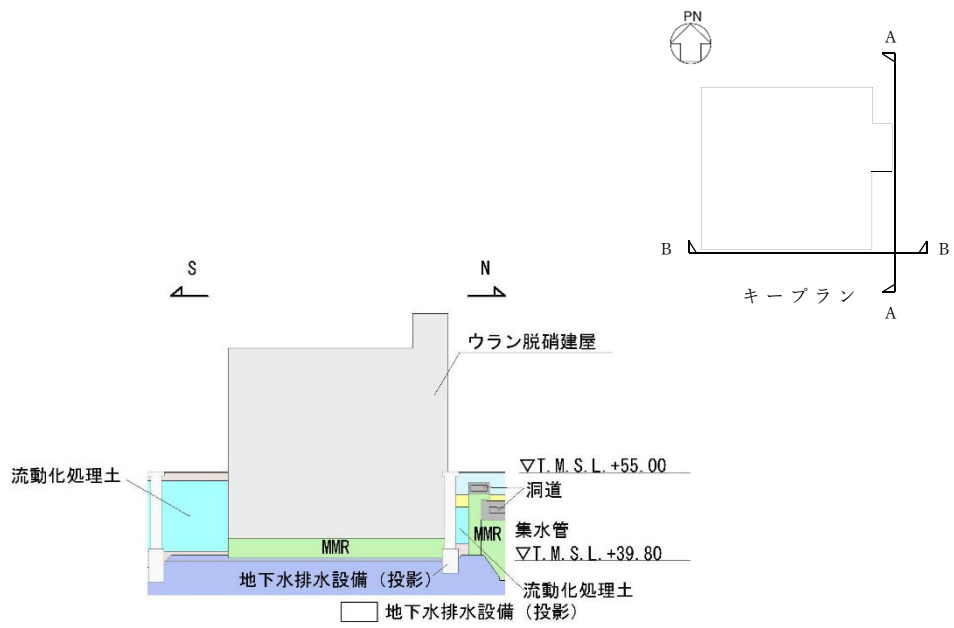 PN
A
B
B
キープラン
A
S
N
ウラン脱硝建屋
流動化処理土
▽T.M.S.L.+55.00
洞道
MMR
MMR
集水管
▽T.M.S.L.+39.80
地下水排水設備（投影）
流動化処理土
地下水排水設備（投影）